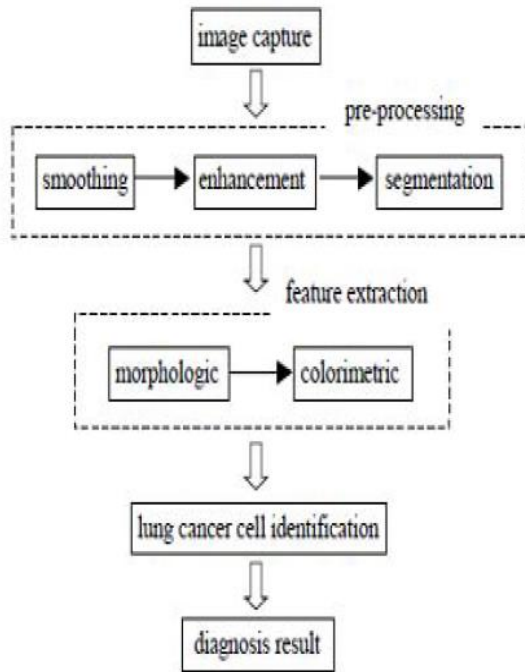 image capture
pre-processing
smoothing
enhancement
segmentation
feature extraction
morphologic
colorimetric
lung cancer cell identification
diagnosis result